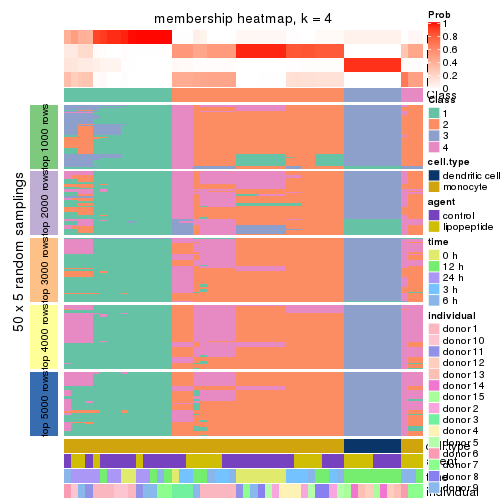 membership heatmap, k = 4
Prob
1
0.8
0.6
0.4
0.2
0
Class
Class
1
2
3
4
cell.type
dendritic cell
monocyte
agent
control
lipopeptide
time
0 h
12 h
24 h
3 h
6 h
individual
donor1
donor10
donor11
donor12
donor13
donor14
donor15
donor2
donor3
donor4
donor5
donor6
donor7
donor8
donor9
50 x 5 random samplings
top 1000 rows
top 2000 rows
top 3000 rows
top 4000 rows
top 5000 rows